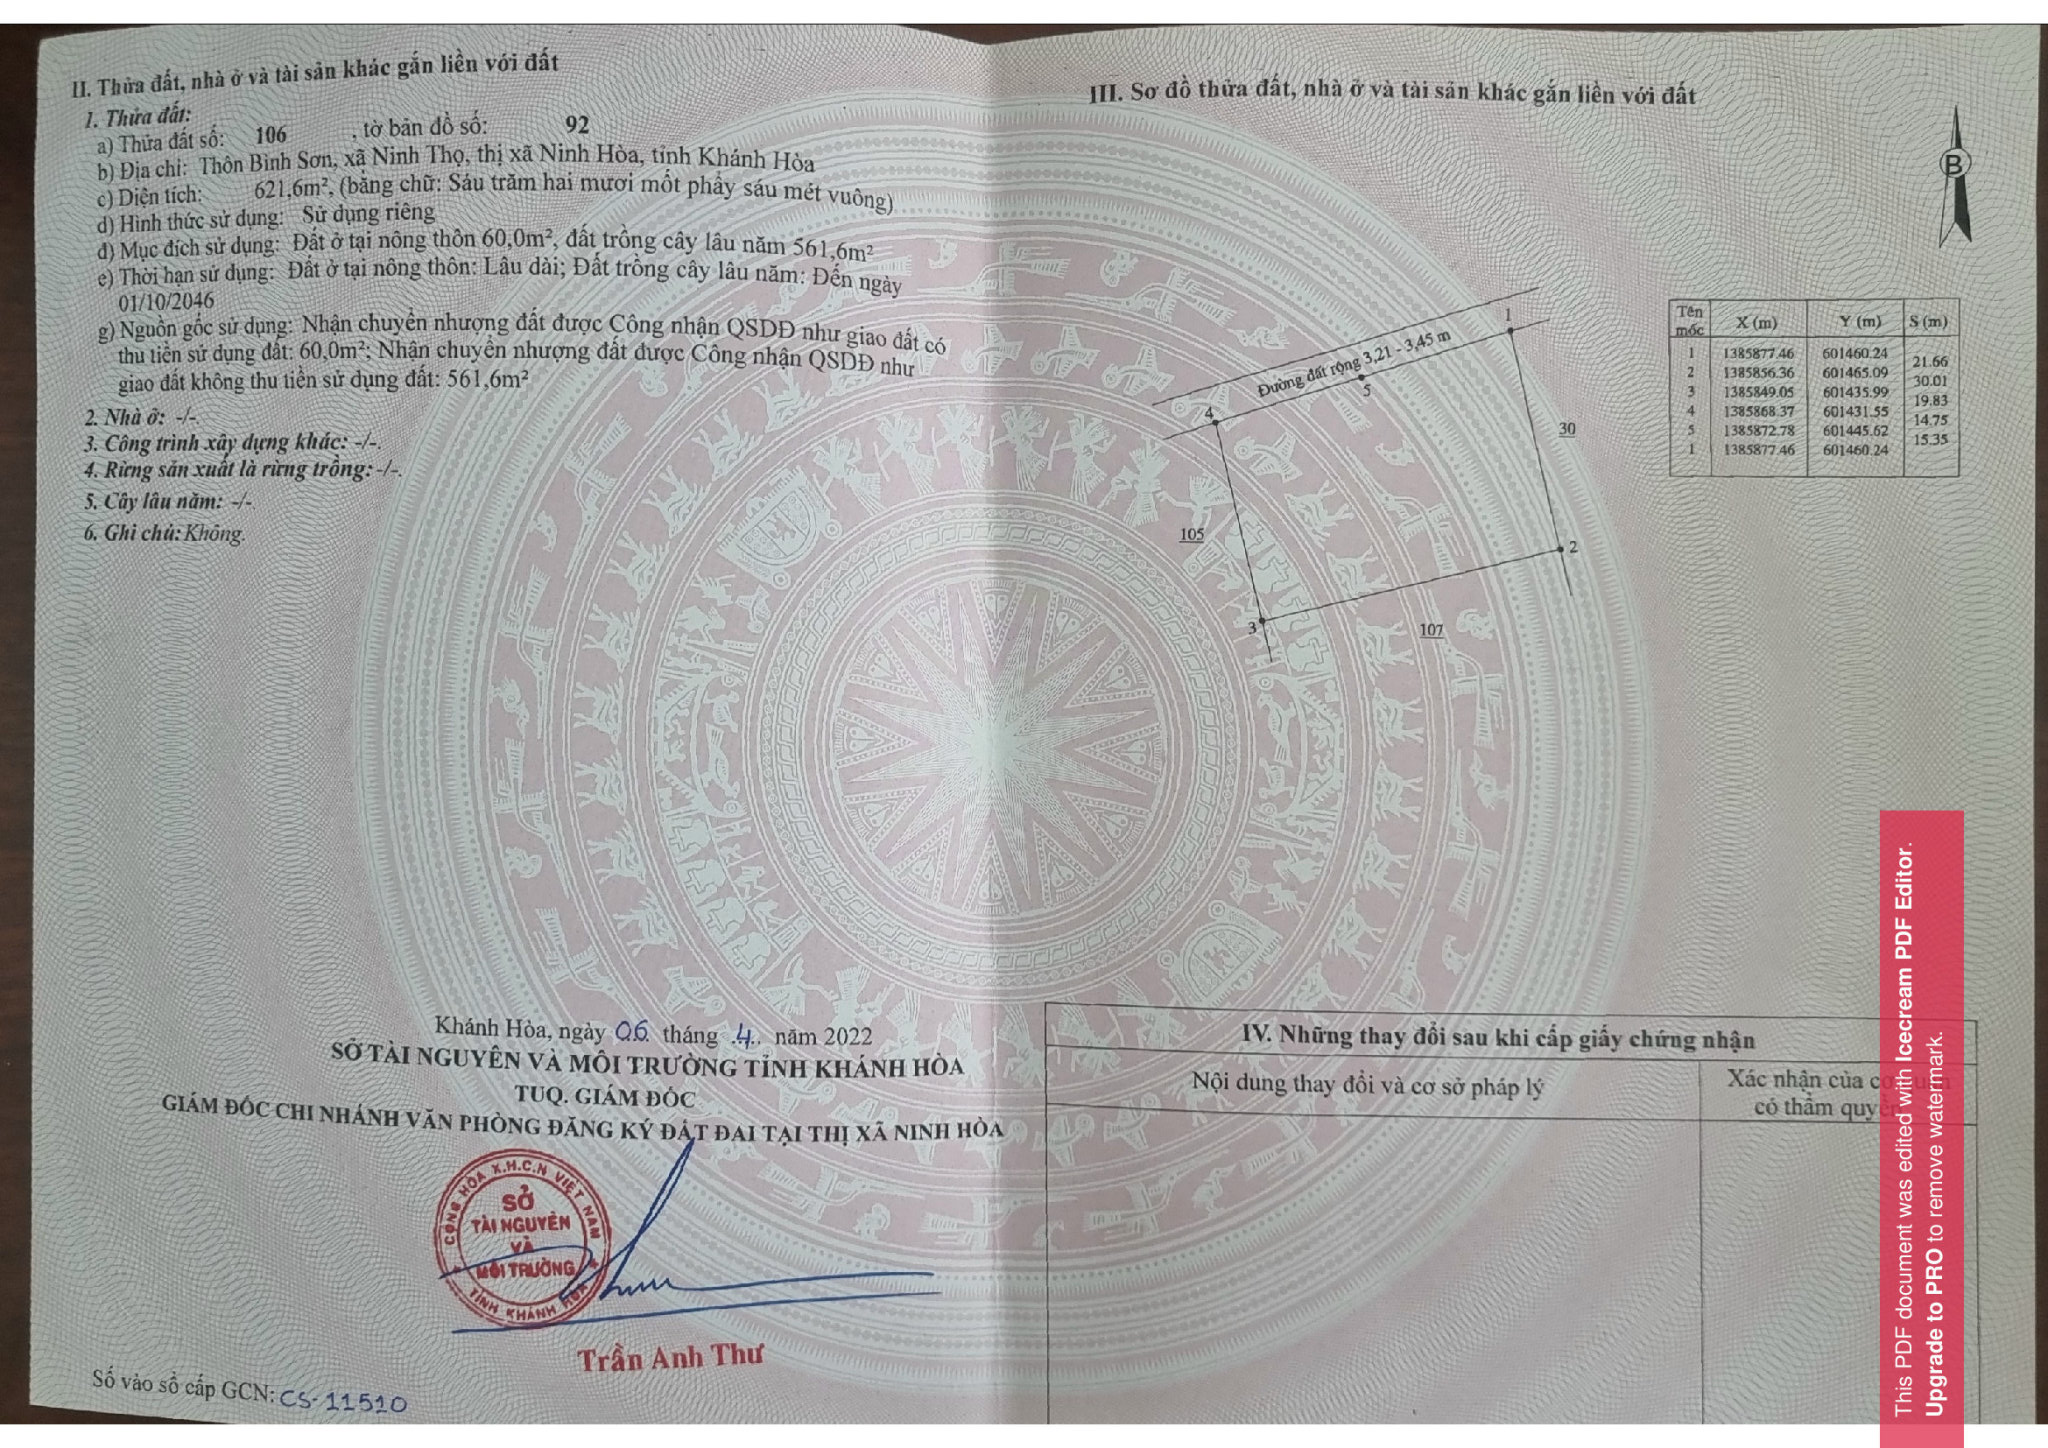 II. Thửa đất, nhà ở và tài sản khác gắn liền với đất
1. Thửa đất:
a) Thửa đất số: 106 , tờ bản đồ số: 92
b) Địa chỉ: Thôn Bình Sơn, xã Ninh Thọ, thị xã Ninh Hòa, tỉnh Khánh Hòa
c) Diện tích: 621,6m², (bằng chữ: Sáu trăm hai mươi mốt phẩy sáu mét vuông)
d) Hình thức sử dụng: Sử dụng riêng
đ) Mục đích sử dụng: Đất ở tại nông thôn 60,0m², đất trồng cây lâu năm 561,6m²
e) Thời hạn sử dụng: Đất ở tại nông thôn: Lâu dài; Đất trồng cây lâu năm: Đến ngày
01/10/2046
g) Nguồn gốc sử dụng: Nhận chuyển nhượng đất được Công nhận QSDĐ như giao đất có
thu tiền sử dụng đất: 60,0m²; Nhận chuyển nhượng đất được Công nhận QSDĐ như
giao đất không thu tiền sử dụng đất: 561,6m²
2. Nhà ở: -/-.
3. Công trình xây dựng khác: -/-.
4. Rừng sản xuất là rừng trồng: -/-.
5. Cây lâu năm: -/-
6. Ghi chú: Không.
Khánh Hòa, ngày 06. tháng .4.. năm 2022
SỞ TÀI NGUYÊN VÀ MÔI TRƯỜNG TỈNH KHÁNH HÒA
TUQ. GIÁM ĐỐC
GIÁM ĐỐC CHI NHÁNH VĂN PHÒNG ĐĂNG KÝ ĐẤT ĐAI TẠI THỊ XÃ NINH HÒA
CỘNG HÒA X.H.C.N VIỆT NAM
SỞ
TÀI NGUYÊN
VÀ
MÔI TRƯỜNG
TỈNH KHÁNH HÒA
Trần Anh Thư
Số vào sổ cấp GCN: CS-11510
III. Sơ đồ thửa đất, nhà ở và tài sản khác gắn liền với đất
B
1
Đường đất rộng 3,21 - 3,45 m
5
4
30
105
2
3
107
Tên mốc X (m) Y (m) S (m)
1 1385877.46 601460.24
21.66
2 1385856.36 601465.09
30.01
3 1385849.05 601435.99
19.83
4 1385868.37 601431.55
14.75
5 1385872.78 601445.62
15.35
1 1385877.46 601460.24
IV. Những thay đổi sau khi cấp giấy chứng nhận
Nội dung thay đổi và cơ sở pháp lý
Xác nhận của cơ quan
có thẩm quyền
This PDF document was edited with Icecream PDF Editor.
Upgrade to PRO to remove watermark.